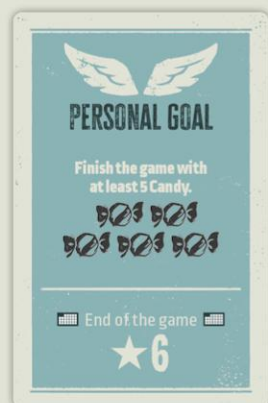 PERSONAL GOAL
Finish the game with
at least 5 Candy.
End of the game
6